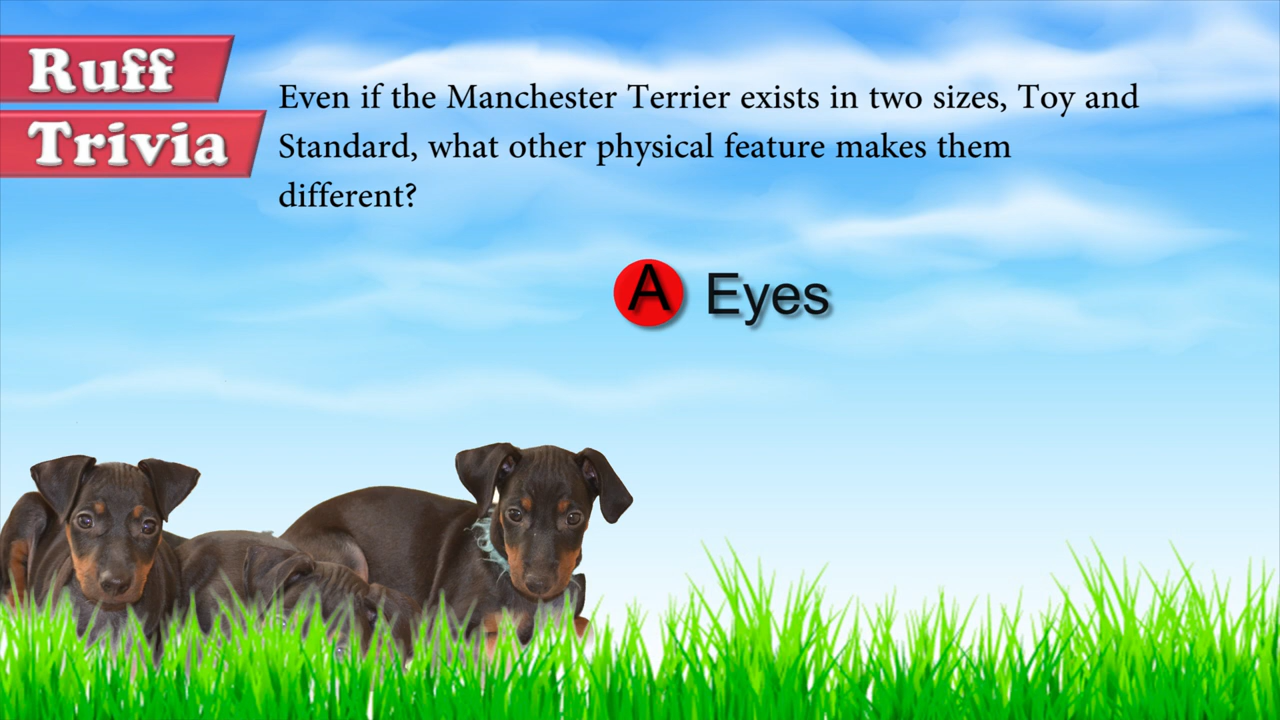 Ruff
Trivia
Even if the Manchester Terrier exists in two sizes, Toy and
Standard, what other physical feature makes them
different?
A Eyes